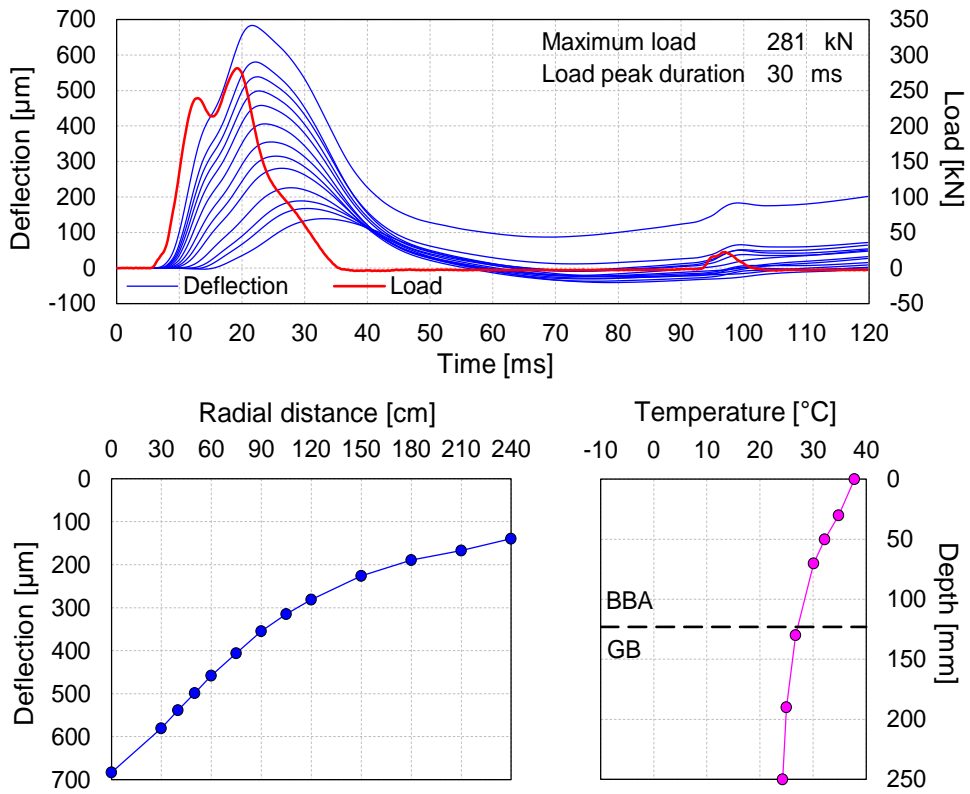 Maximum load 281 kN
Load peak duration 30 ms
Deflection [µm]
700
600
500
400
300
200
100
0
-100
Load [kN]
350
300
250
200
150
100
50
0
-50
Deflection
Load
0 10 20 30 40 50 60 70 80 90 100 110 120
Time [ms]
Radial distance [cm]
0 30 60 90 120 150 180 210 240
Deflection [µm]
0
100
200
300
400
500
600
700
Temperature [°C]
-10 0 10 20 30 40
BBA
GB
Depth [mm]
0
50
100
150
200
250